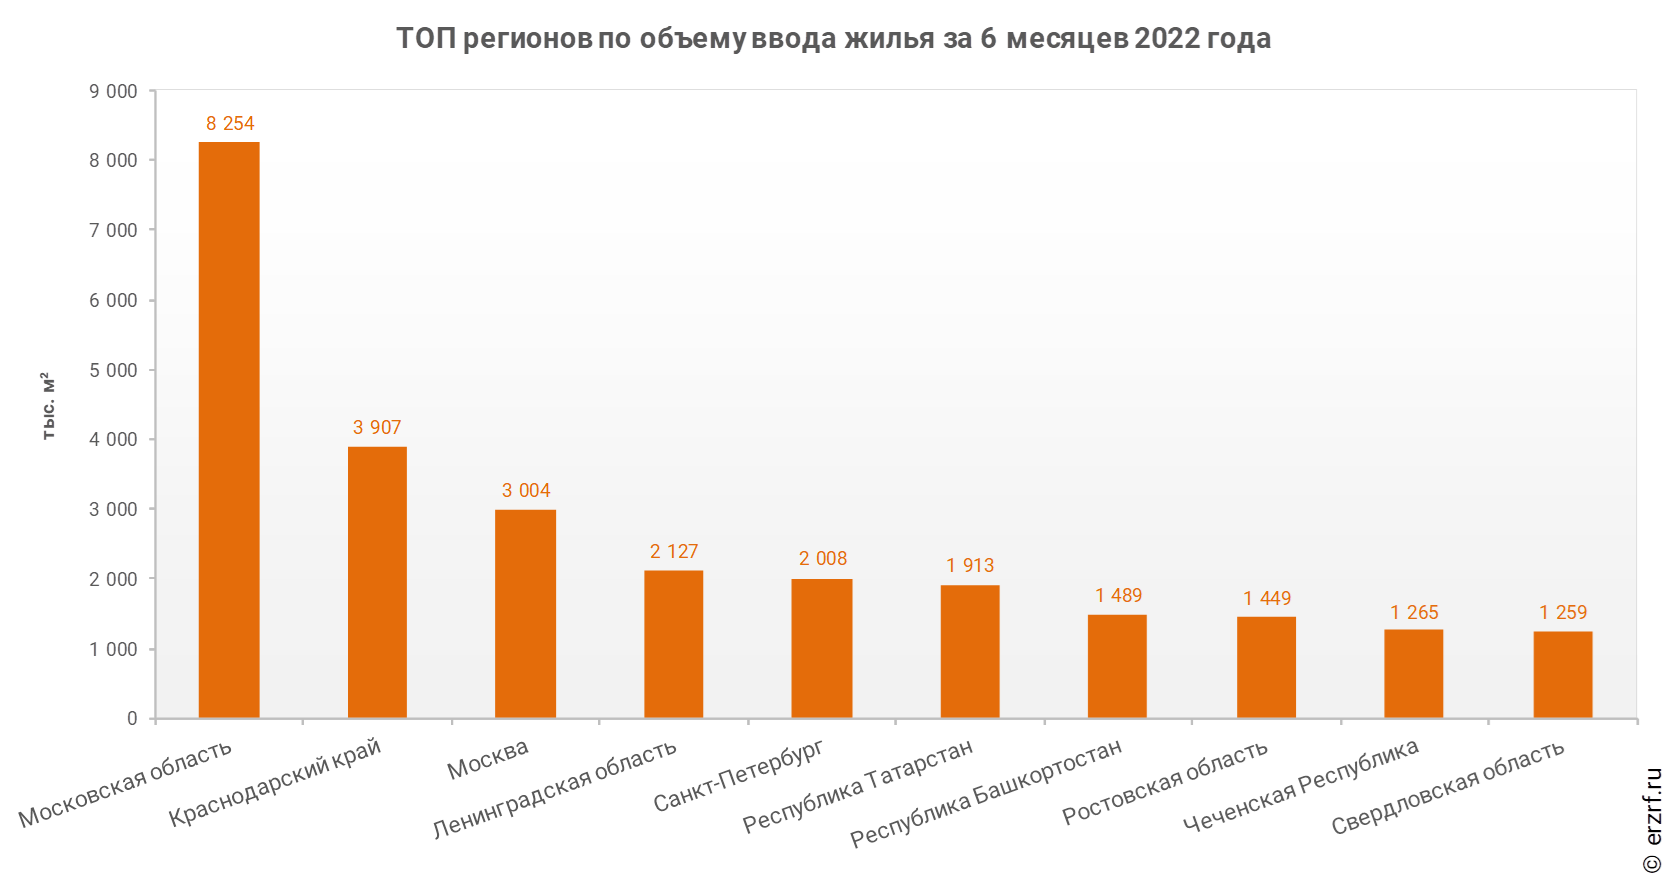 ТОП регионов по объему ввода жилья за 6 месяцев 2022 года
тыс. м²
9 000
8 000
7 000
6 000
5 000
4 000
3 000
2 000
1 000
0
8 254
3 907
3 004
2 127
2 008
1 913
1 489
1 449
1 265
1 259
Московская область
Краснодарский край
Москва
Ленинградская область
Санкт-Петербург
Республика Татарстан
Республика Башкортостан
Ростовская область
Чеченская Республика
Свердловская область
© erzrf.ru